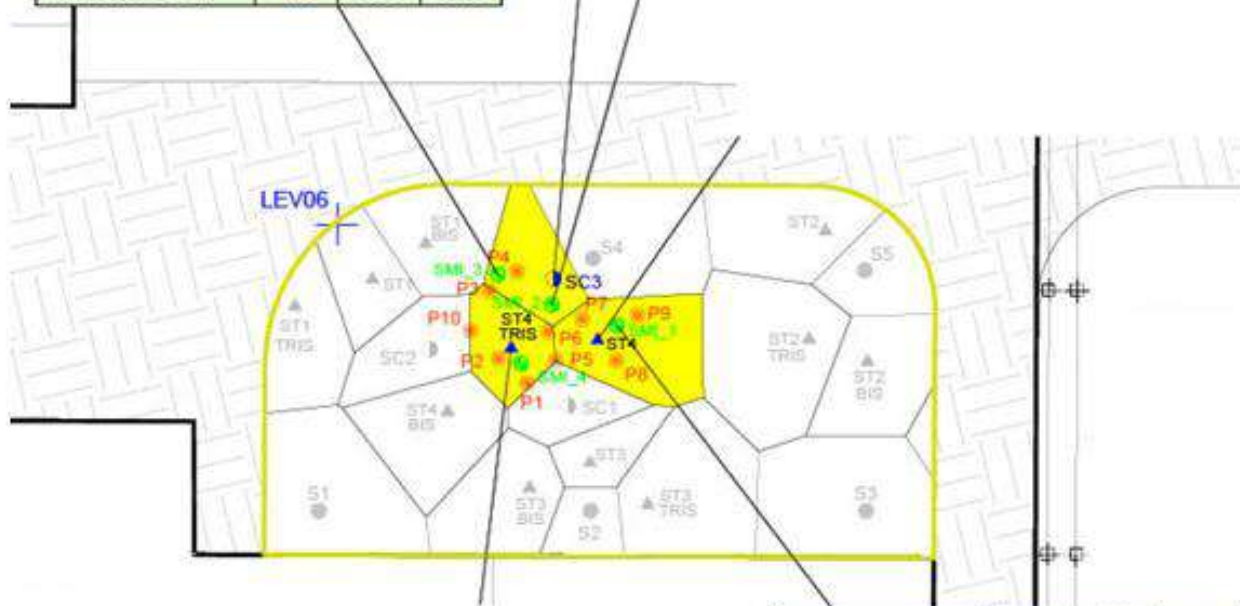 LEV06
ST1
BIS
ST2
S4
S5
P4
SMI_3
ST1
SC3
P3
SMI_2
ST1
TRIS
P10
ST4
TRIS
P7
P9
SMI_1
P6
ST4
ST2
TRIS
SC2
P2
P5
P8
ST2
BIS
SMI_4
P1
SC1
ST4
BIS
ST3
S1
ST3
BIS
ST3
TRIS
S3
S2